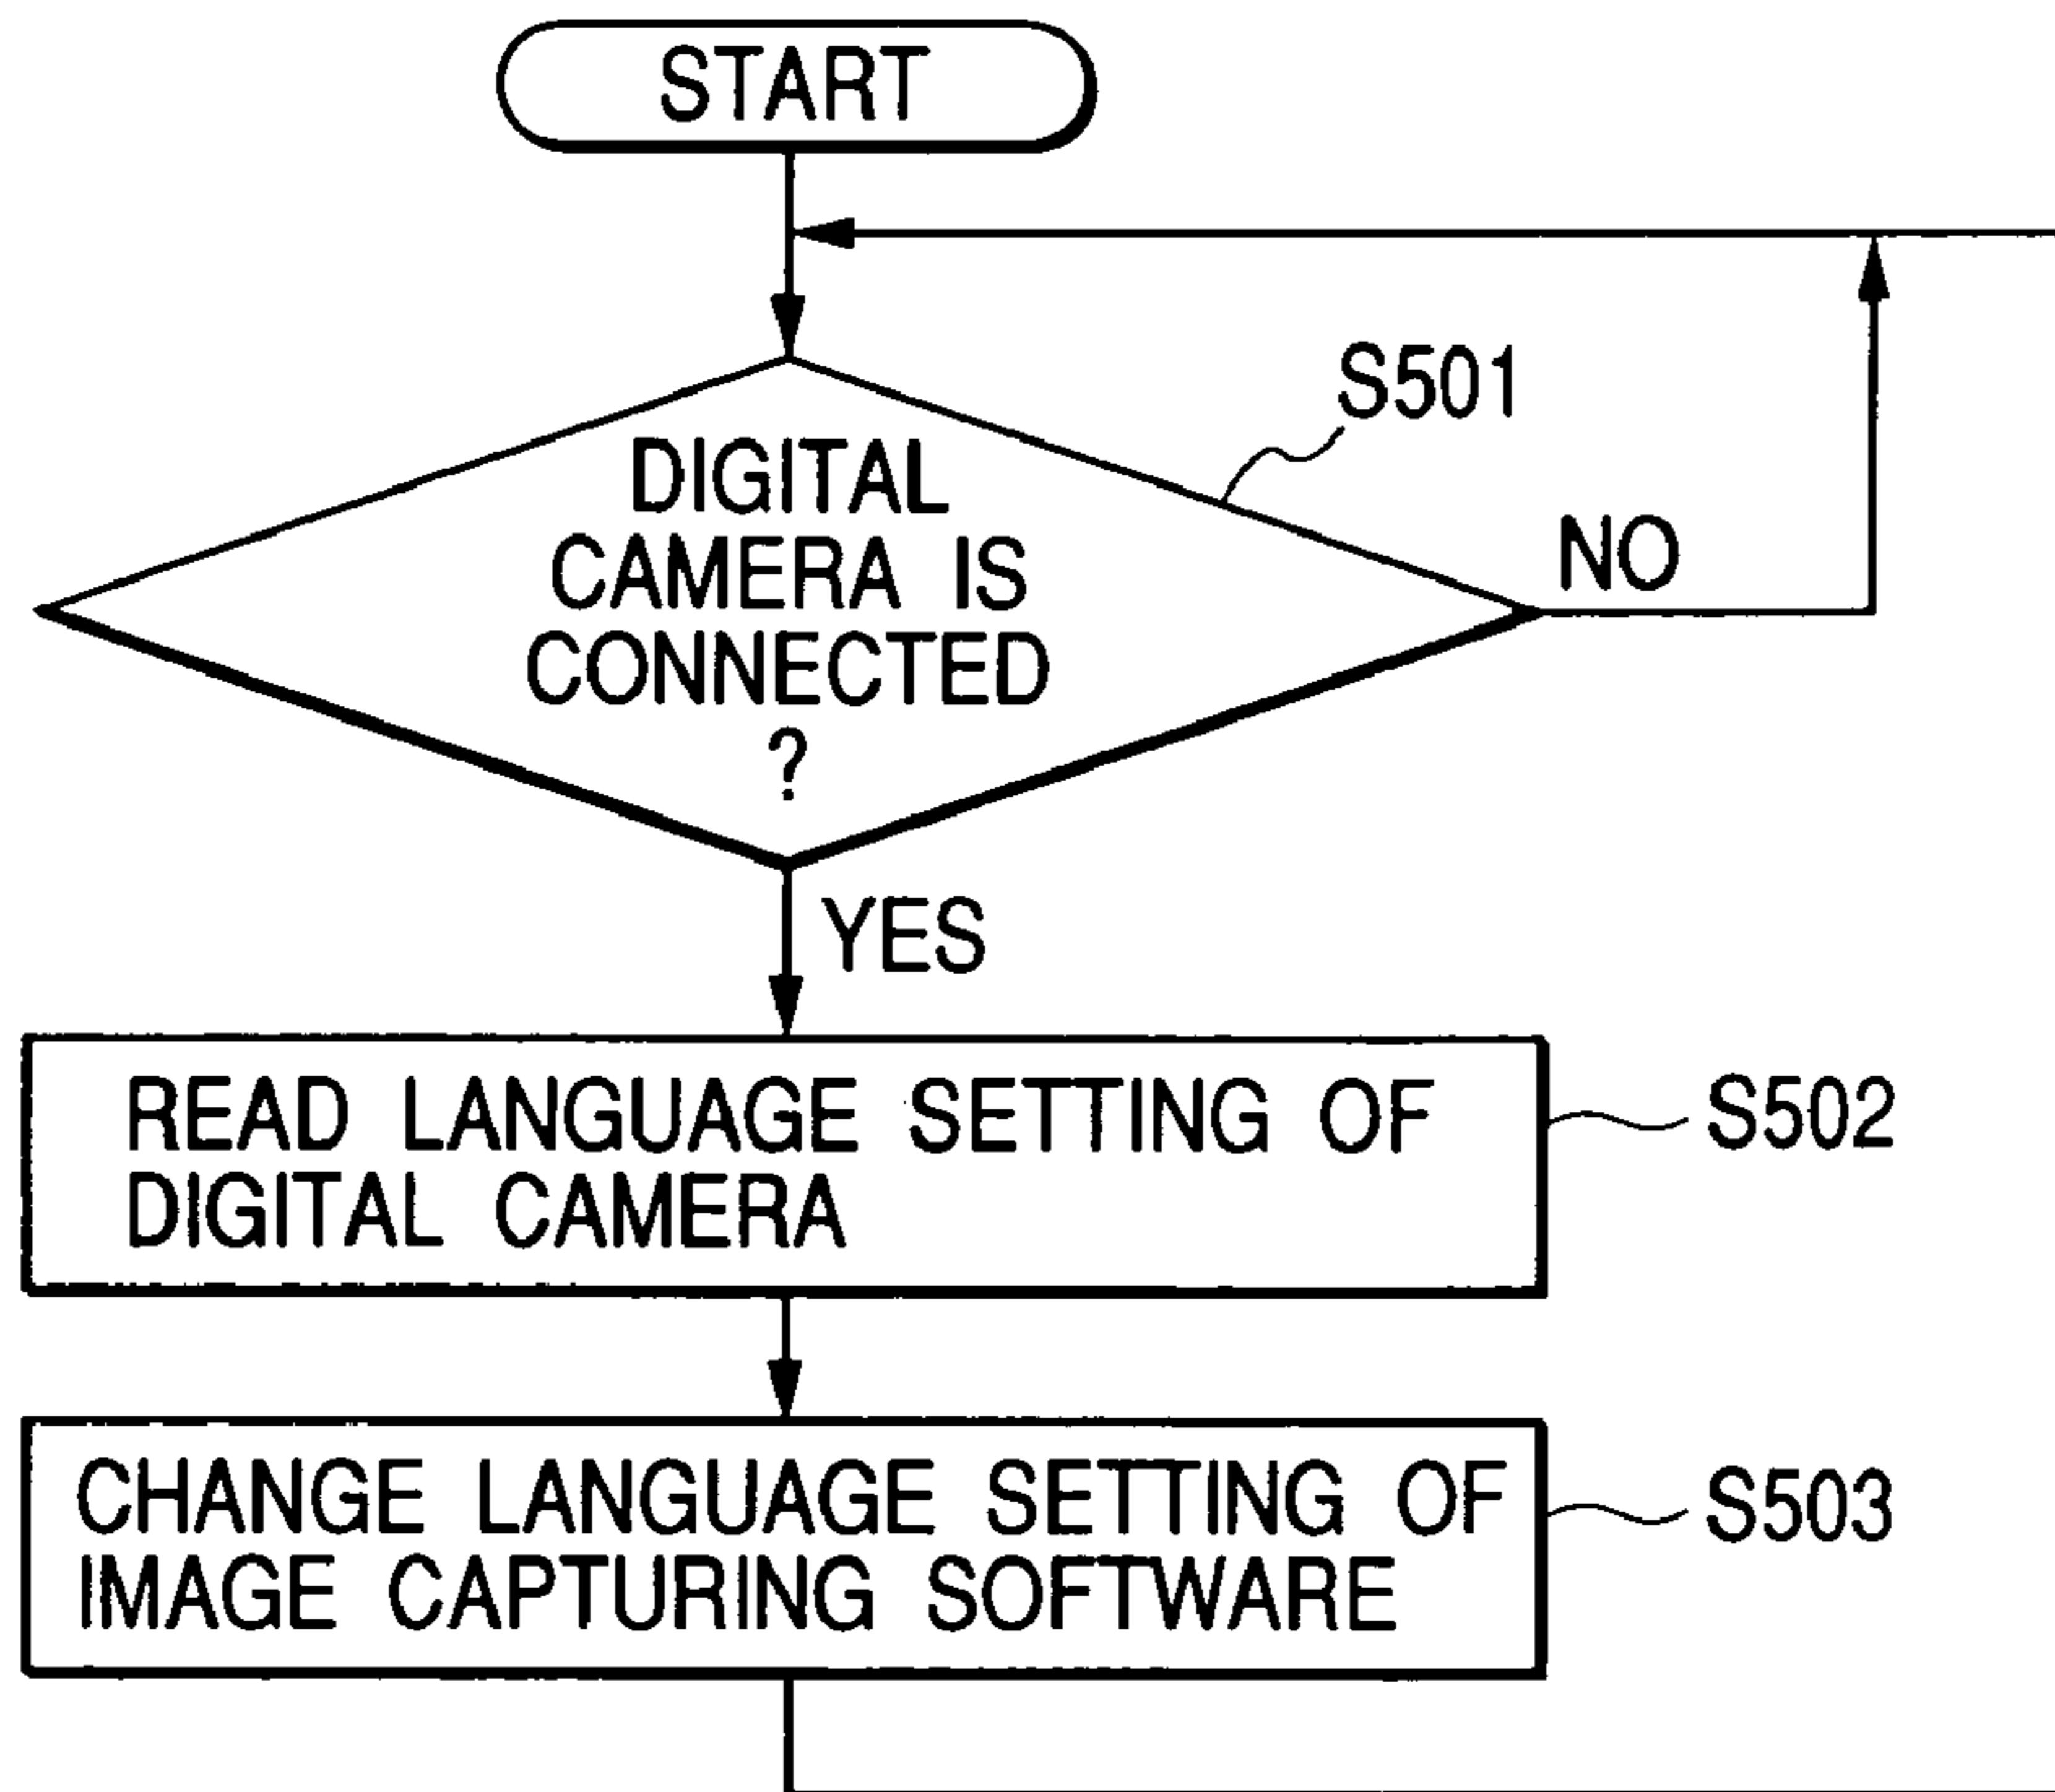 START
S501
DIGITAL
CAMERA IS
CONNECTED
?
NO
YES
READ LANGUAGE SETTING OF
DIGITAL CAMERA
S502
CHANGE LANGUAGE SETTING OF
IMAGE CAPTURING SOFTWARE
S503